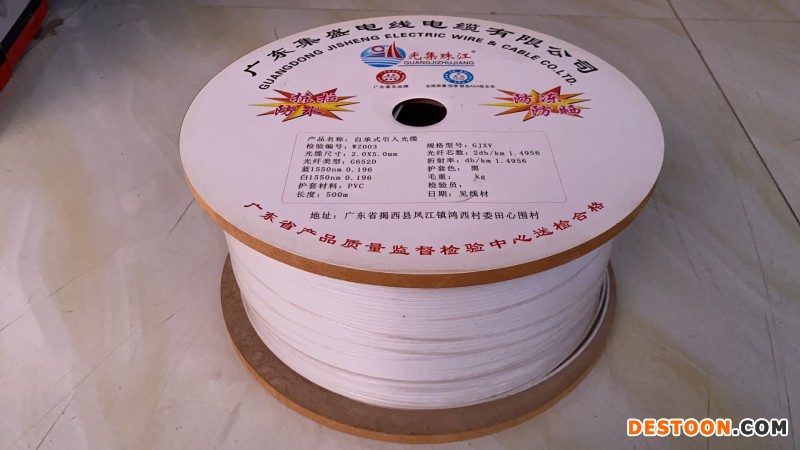 广东集盛电线电缆有限公司
GUANGDONG JISHENG ELECTRIC WIRE & CABLE CO.LTD.
光集珠江
GUANGJIZHUJIANG
广东著名品牌
抗拉
防水
防冻
防晒
产品名称: 自承式引入光缆
检验编号: WZ003
规格型号: GJXV
光缆尺寸: 2.0X5.0mm
光纤芯数: 2db/km 1.4956
光纤类型: G652D
折射率: db/km 1.4956
蓝1550nm 0.196
护套色: 黑
白1550nm 0.196
毛重: kg
护套材料: PVC
检验员:
长度: 500m
日期: 见线材
地址: 广东省揭西县凤江镇鸿西村委田心围村
广东省产品质量监督检验中心送检合格
DESTOON.COM